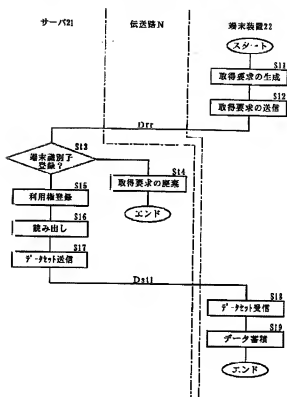 サーバ21 伝送路N 端末装置22
スタート
S11
取得要求の生成
S12
取得要求の送信
Drr
S13
端末識別子
登録?
S14
取得要求の廃棄
エンド
S15
利用権登録
S16
読み出し
S17
データセット送信
Dstl
S18
データセット受信
S19
データ蓄積
エンド